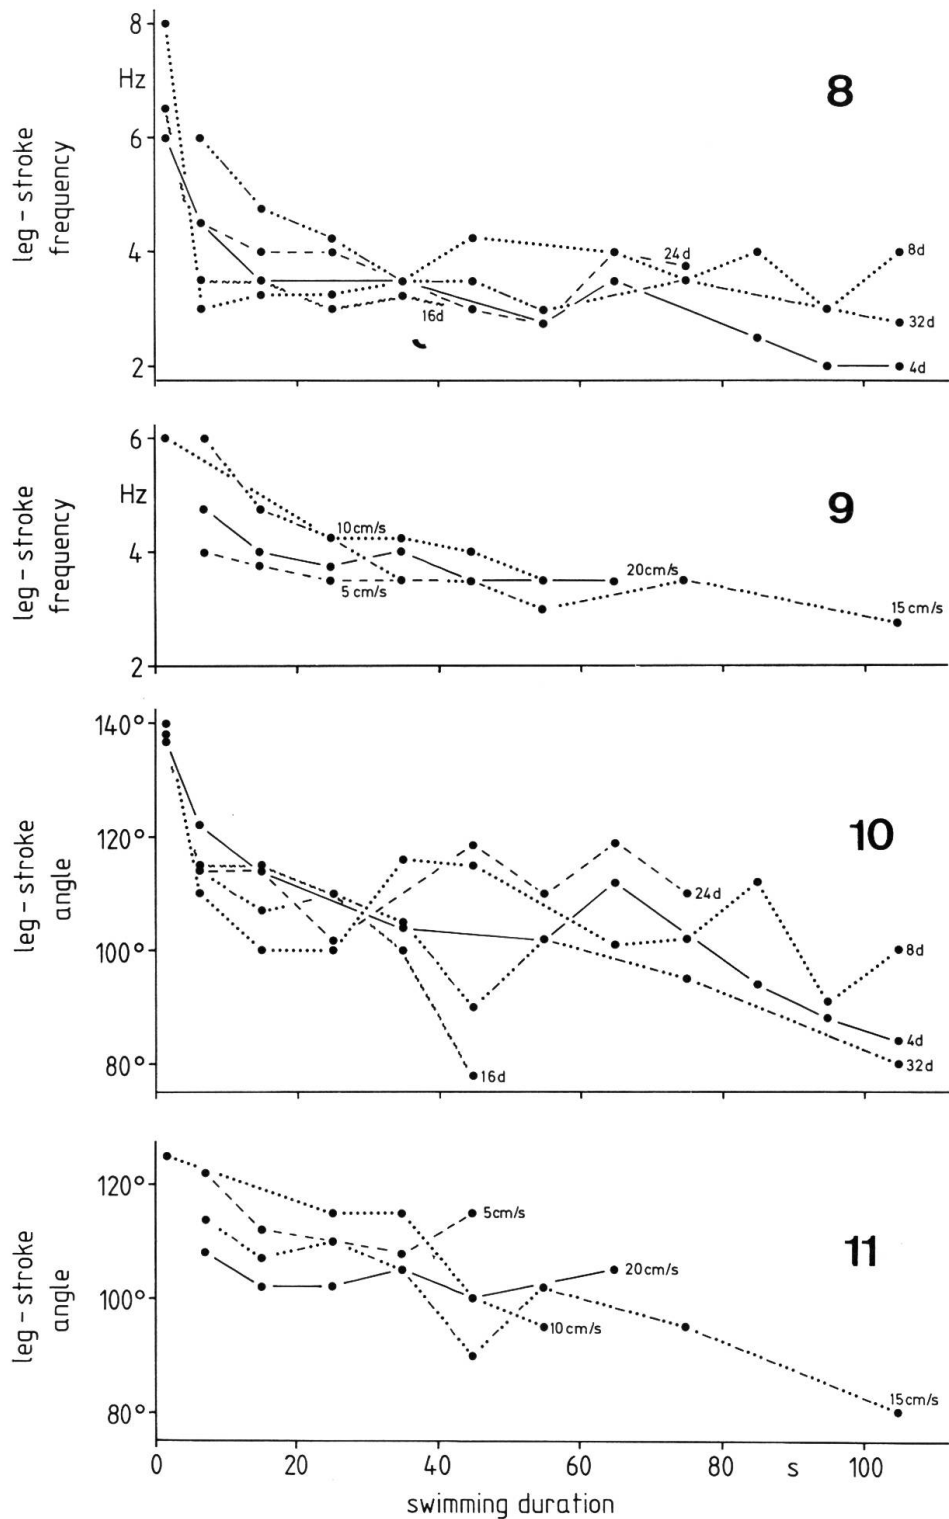 8
8
Hz
6
leg-stroke
frequency
4
24d
8d
16d
32d
2
4d
6
Hz
9
10 cm/s
leg-stroke
frequency
4
20 cm/s
5 cm/s
15 cm/s
2
140°
120°
10
leg-stroke
angle
24d
100°
8d
4d
80°
16d
32d
120°
5cm/s
11
leg-stroke
angle
20 cm/s
100°
10 cm/s
15 cm/s
80°
0 20 40 60 80 s 100
swimming duration